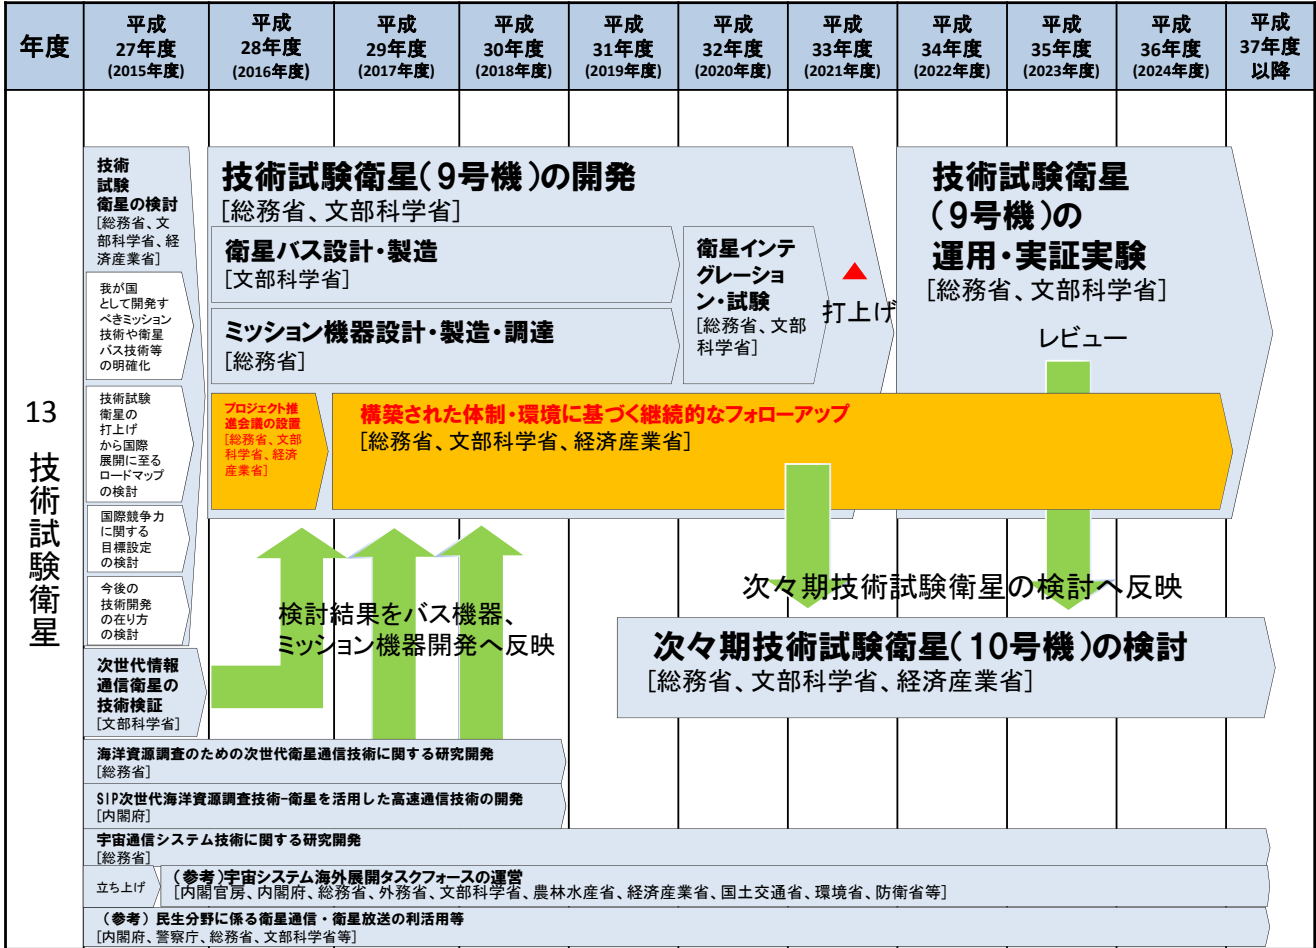 年度
平成
27年度
(2015年度)
平成
28年度
(2016年度)
平成
29年度
(2017年度)
平成
30年度
(2018年度)
平成
31年度
(2019年度)
平成
32年度
(2020年度)
平成
33年度
(2021年度)
平成
34年度
(2022年度)
平成
35年度
(2023年度)
平成
36年度
(2024年度)
平成
37年度
以降
13
技術試験衛星
技術
試験
衛星の検討
[総務省、文
部科学省、経
済産業省]
我が国
として開発す
べきミッション
技術や衛星
バス技術等
の明確化
技術試験
衛星の
打上げ
から国際
展開に至る
ロードマップ
の検討
国際競争力
に関する
目標設定
の検討
今後の
技術開発
の在り方
の検討
次世代情報
通信衛星の
技術検証
[文部科学省]
技術試験衛星(9号機)の開発
[総務省、文部科学省]
衛星バス設計・製造
[文部科学省]
ミッション機器設計・製造・調達
[総務省]
衛星インテ
グレーショ
ン・試験
[総務省、文部
科学省]
打上げ
技術試験衛星
(9号機)の
運用・実証実験
[総務省、文部科学省]
レビュー
プロジェクト推
進会議の設置
[総務省、文部
科学省、経済
産業省]
構築された体制・環境に基づく継続的なフォローアップ
[総務省、文部科学省、経済産業省]
検討結果をバス機器、
ミッション機器開発へ反映
次々期技術試験衛星の検討へ反映
次々期技術試験衛星(10号機)の検討
[総務省、文部科学省、経済産業省]
海洋資源調査のための次世代衛星通信技術に関する研究開発
[総務省]
SIP次世代海洋資源調査技術-衛星を活用した高速通信技術の開発
[内閣府]
宇宙通信システム技術に関する研究開発
[総務省]
立ち上げ
(参考)宇宙システム海外展開タスクフォースの運営
[内閣官房、内閣府、総務省、外務省、文部科学省、農林水産省、経済産業省、国土交通省、環境省、防衛省等]
(参考)民生分野に係る衛星通信・衛星放送の利活用等
[内閣府、警察庁、総務省、文部科学省等]